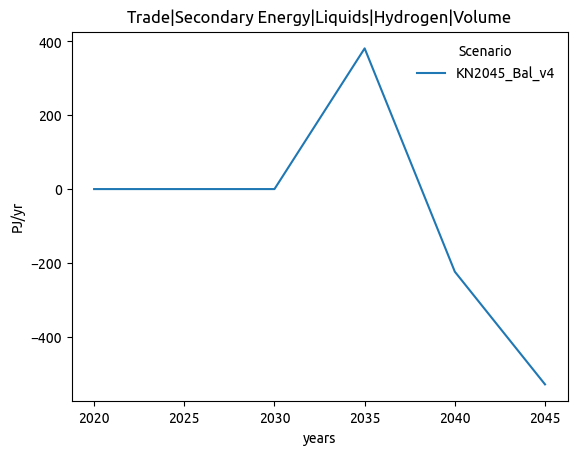 Trade|Secondary Energy|Liquids|Hydrogen|Volume
400
200
0
−200
−400
PJ/yr
Scenario
KN2045_Bal_v4
2020 2025 2030 2035 2040 2045
years